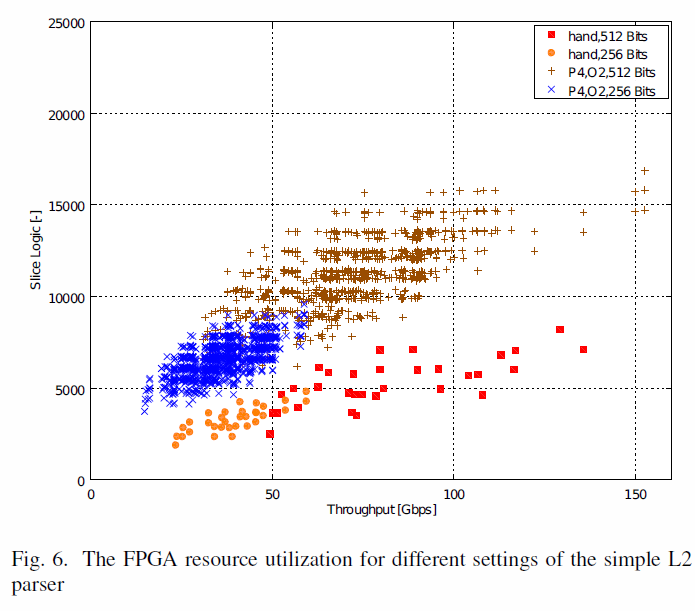 25000
20000
15000
10000
5000
0
Slice Logic [-]
hand,512 Bits
hand,256 Bits
P4,O2,512 Bits
P4,O2,256 Bits
0 50 100 150
Throughput [Gbps]
Fig. 6. The FPGA resource utilization for different settings of the simple L2
parser